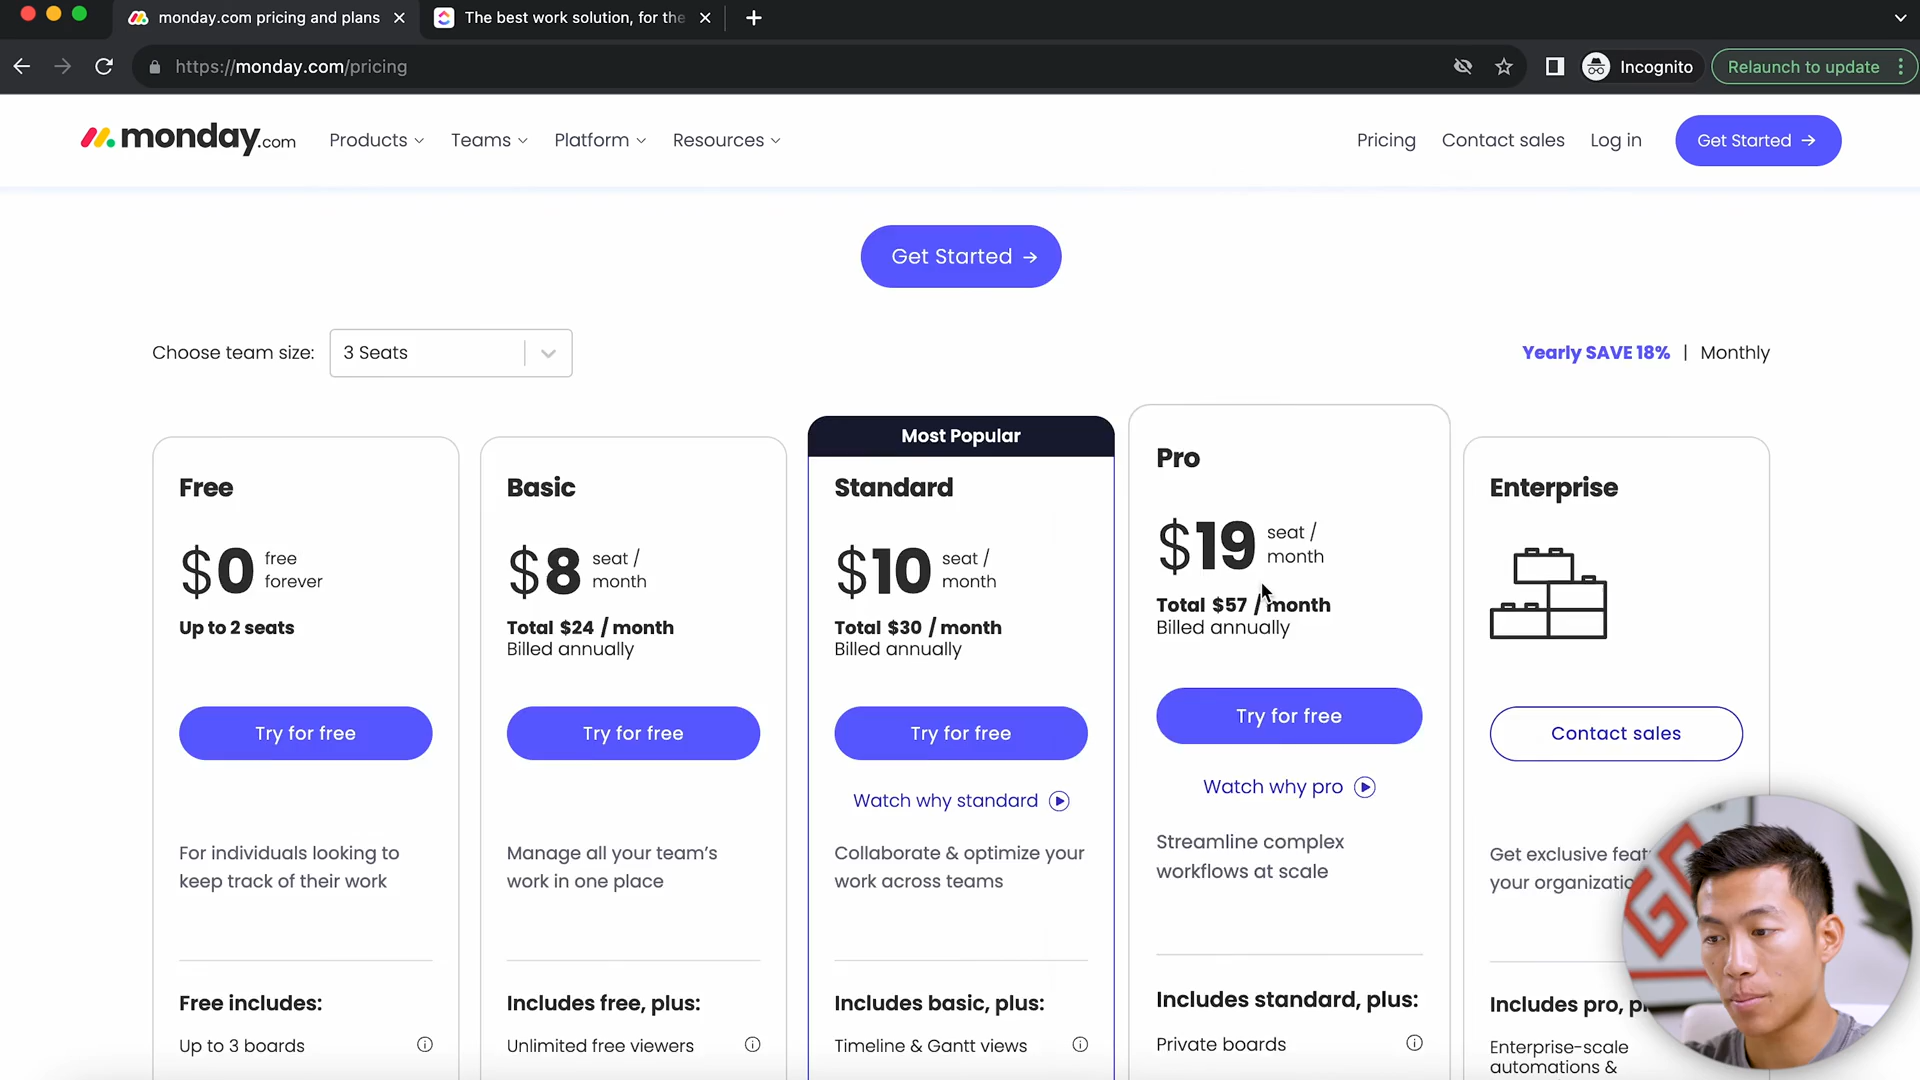 monday.com pricing and plans
The best work solution, for the
https://monday.com/pricing
Incognito
Relaunch to update
monday.com
Products
Teams
Platform
Resources
Pricing
Contact sales
Log in
Get Started →
Get Started →
Choose team size:
3 Seats
Yearly SAVE 18% | Monthly
Free
$0 free
forever
Up to 2 seats
Try for free
For individuals looking to
keep track of their work
Free includes:
Up to 3 boards
Basic
$8 seat /
month
Total $24 / month
Billed annually
Try for free
Manage all your team's
work in one place
Includes free, plus:
Unlimited free viewers
Most Popular
Standard
$10 seat /
month
Total $30 / month
Billed annually
Try for free
Watch why standard
Collaborate & optimize your
work across teams
Includes basic, plus:
Timeline & Gantt views
Pro
$19 seat /
month
Total $57 / month
Billed annually
Try for free
Watch why pro
Streamline complex
workflows at scale
Includes standard, plus:
Private boards
Enterprise
Contact sales
Get exclusive
your
Includes pro,
Enterprise-scale
automations &